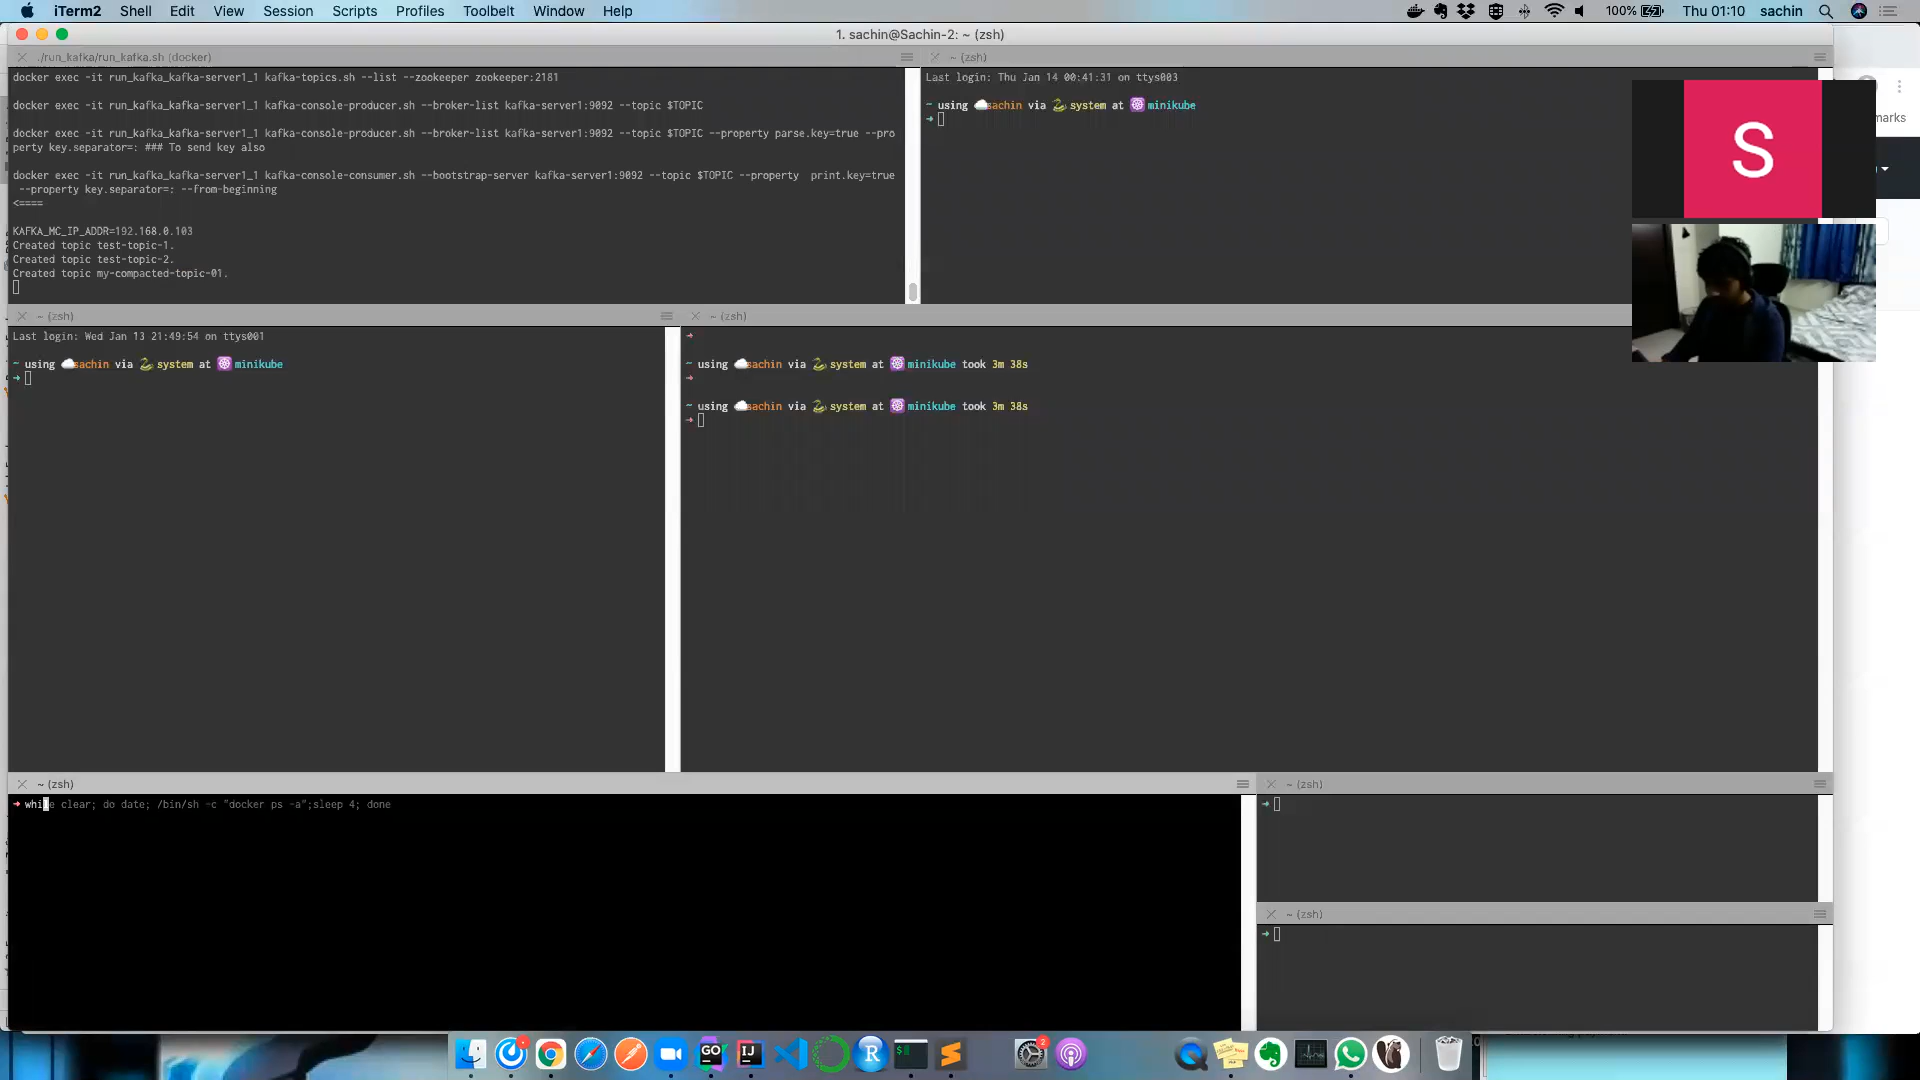 iTerm2 Shell Edit View Session Scripts Profiles Toolbelt Window Help 100% Thu 01:10 sachin
1. sachin@Sachin-2: ~ (zsh)
./run_kafka/run_kafka.sh (docker)
docker exec -it run_kafka_kafka-server1_1 kafka-topics.sh --list --zookeeper zookeeper:2181
docker exec -it run_kafka_kafka-server1_1 kafka-console-producer.sh --broker-list kafka-server1:9092 --topic $TOPIC
docker exec -it run_kafka_kafka-server1_1 kafka-console-producer.sh --broker-list kafka-server1:9092 --topic $TOPIC --property parse.key=true --pro
perty key.separator=: ### To send key also
docker exec -it run_kafka_kafka-server1_1 kafka-console-consumer.sh --bootstrap-server kafka-server1:9092 --topic $TOPIC --property print.key=true
--property key.separator=: --from-beginning
<====
KAFKA_MC_IP_ADDR=192.168.0.103
Created topic test-topic-1.
Created topic test-topic-2.
Created topic my-compacted-topic-01.
~ (zsh)
Last login: Thu Jan 14 00:41:31 on ttys003
~ using sachin via system at minikube
→
S
marks
~ (zsh)
Last login: Wed Jan 13 21:49:54 on ttys001
~ using sachin via system at minikube
→
~ (zsh)
→
~ using sachin via system at minikube took 3m 38s
→
~ using sachin via system at minikube took 3m 38s
→
~ (zsh)
→ while clear; do date; /bin/sh -c "docker ps -a";sleep 4; done
~ (zsh)
→
~ (zsh)
→
GO IJ R $ 2